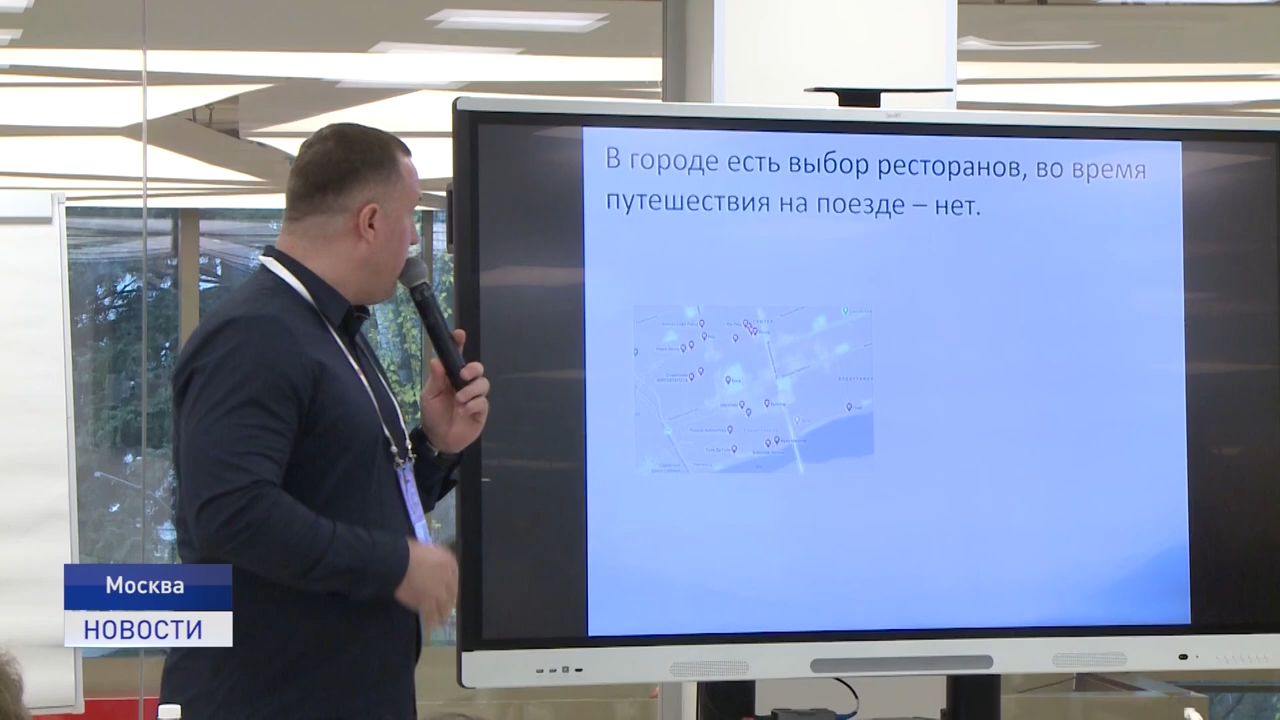 В городе есть выбор ресторанов, во время
путешествия на поезде – нет.
Москва
НОВОСТИ